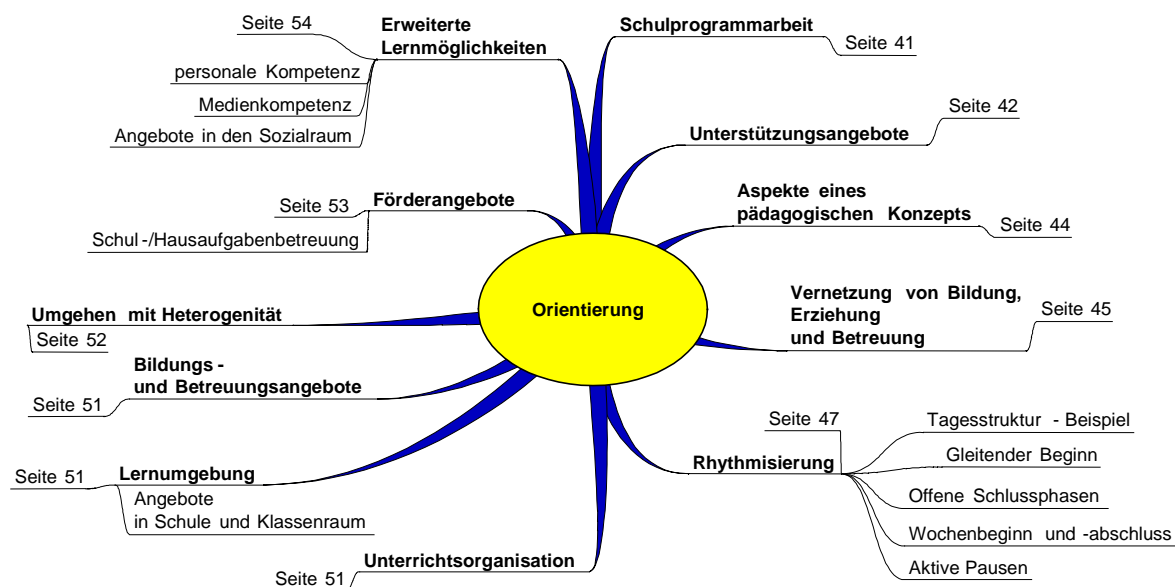 Orientierung
Schulprogrammarbeit
Seite 41
Unterstützungsangebote
Seite 42
Aspekte eines
pädagogischen Konzepts
Seite 44
Vernetzung von Bildung,
Erziehung
und Betreuung
Seite 45
Rhythmisierung
Seite 47
Tagesstruktur - Beispiel
Gleitender Beginn
Offene Schlussphasen
Wochenbeginn und -abschluss
Aktive Pausen
Unterrichtsorganisation
Seite 51
Lernumgebung
Seite 51
Angebote
in Schule und Klassenraum
Bildungs -
und Betreuungsangebote
Seite 51
Umgehen mit Heterogenität
Seite 52
Förderangebote
Seite 53
Schul -/Hausaufgabenbetreuung
Erweiterte
Lernmöglichkeiten
Seite 54
personale Kompetenz
Medienkompetenz
Angebote in den Sozialraum